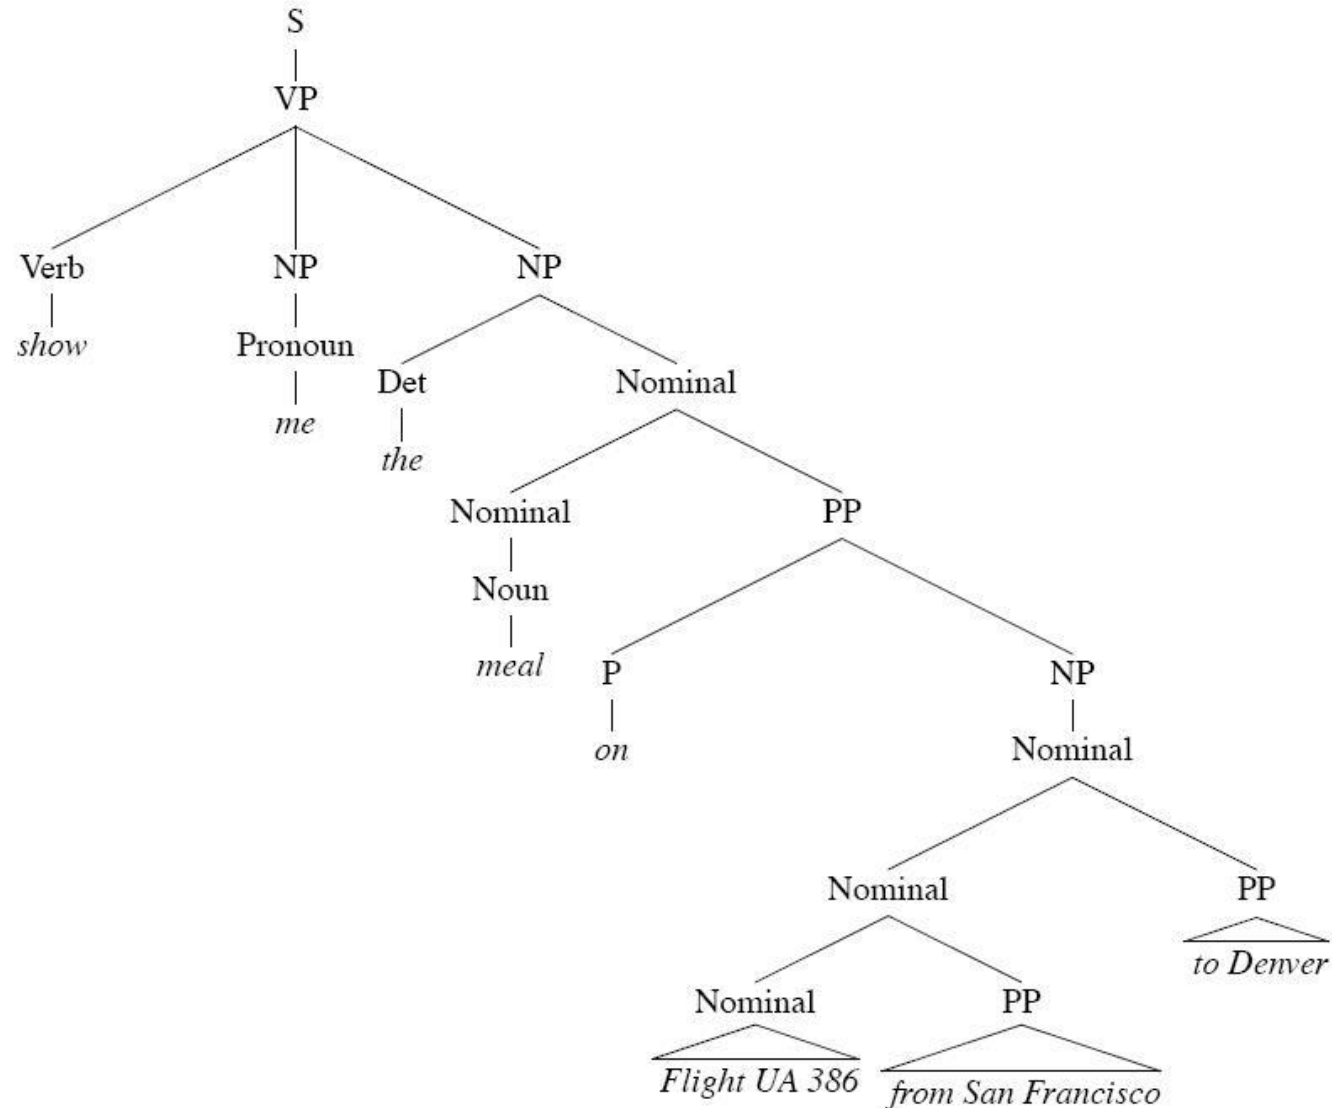 S
VP
Verb NP NP
show Pronoun Det Nominal
me the
Nominal PP
Noun
meal P NP
on Nominal
Nominal PP
to Denver
Nominal PP
Flight UA 386 from San Francisco